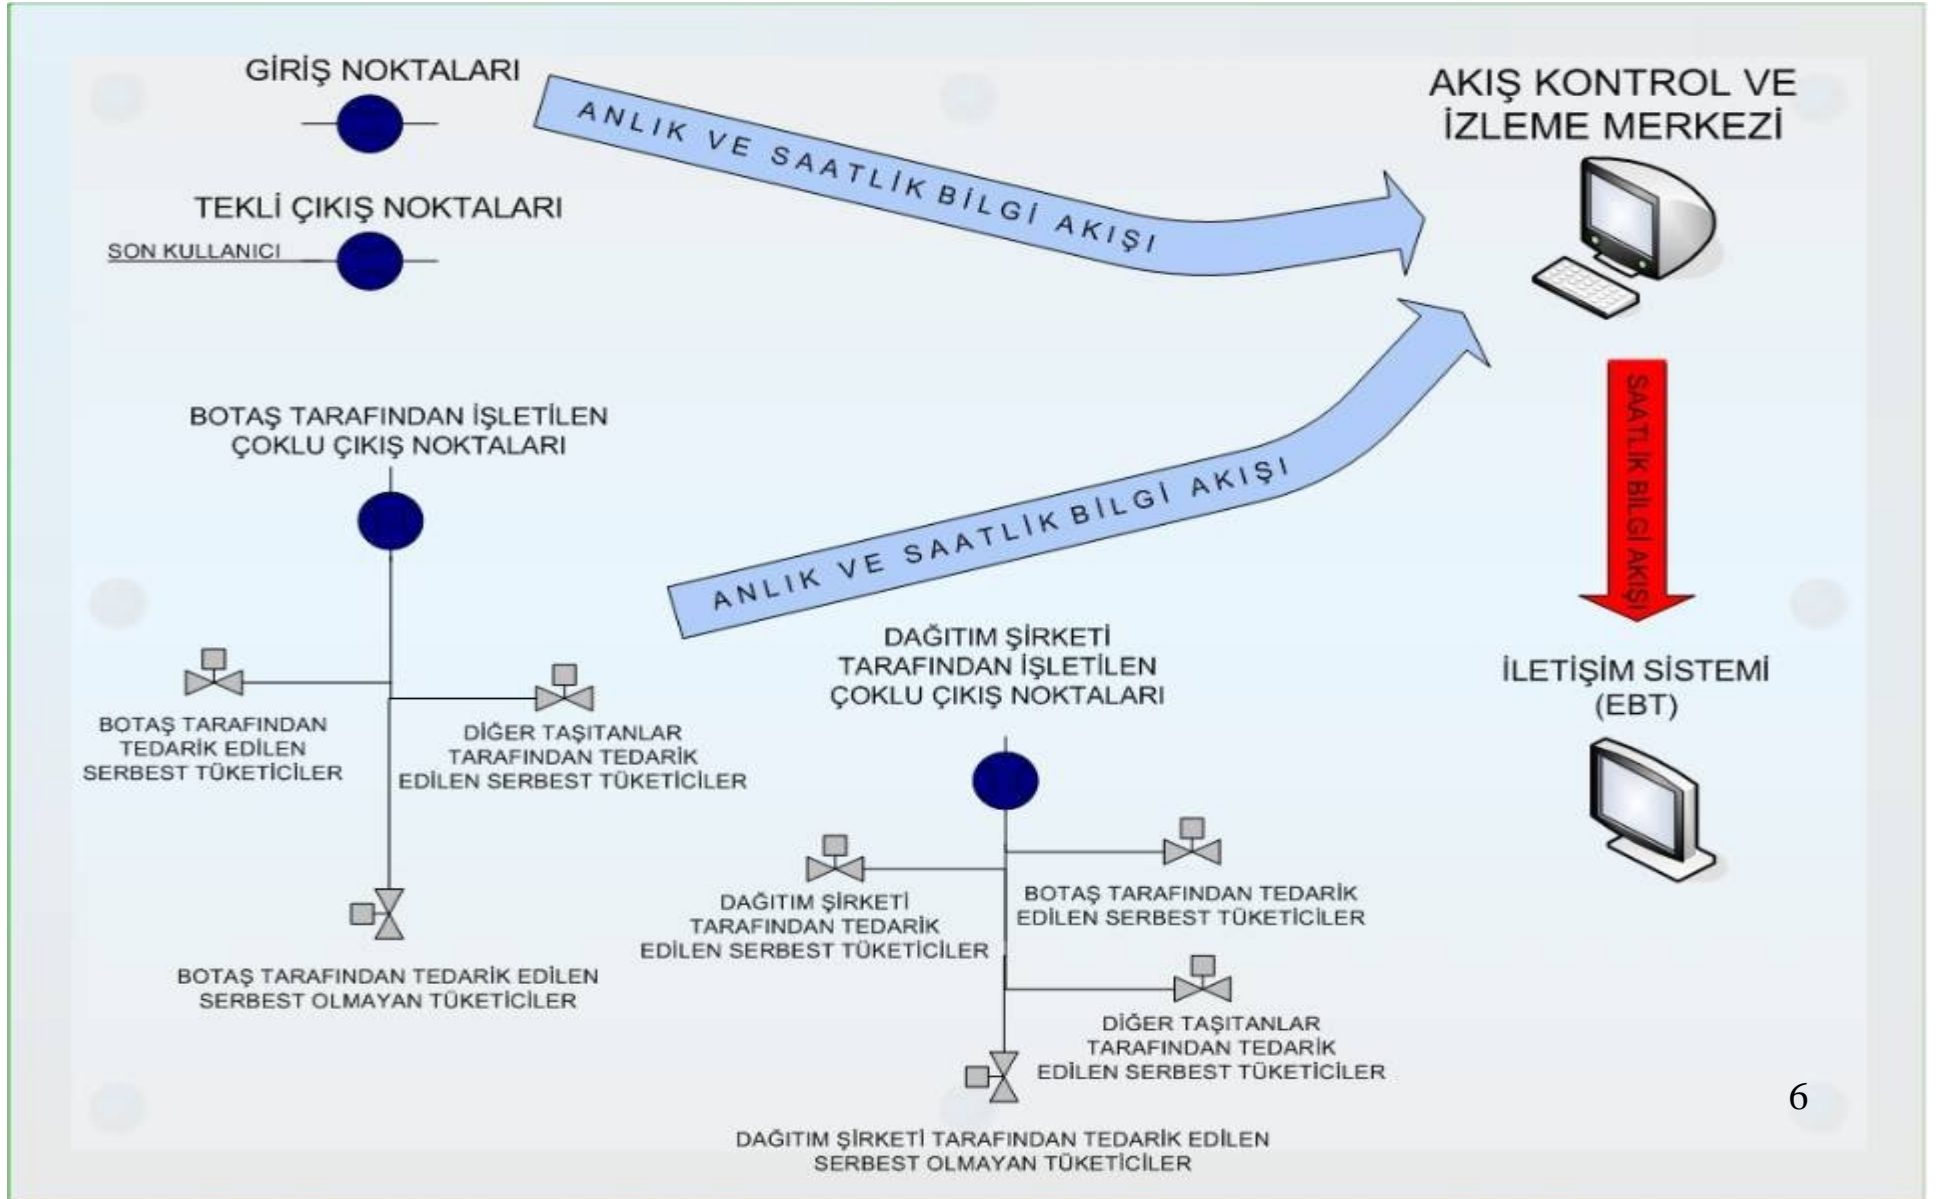 GİRİŞ NOKTALARI
ANLIK VE SAATLİK BİLGİ AKIŞI
AKIŞ KONTROL VE
İZLEME MERKEZİ
TEKLİ ÇIKIŞ NOKTALARI
SON KULLANICI
BOTAŞ TARAFINDAN İŞLETİLEN
ÇOKLU ÇIKIŞ NOKTALARI
ANLIK VE SAATLİK BİLGİ AKIŞI
SAATLİK BİLGİ AKIŞI
BOTAŞ TARAFINDAN
TEDARİK EDİLEN
SERBEST TÜKETİCİLER
DİĞER TAŞITANLAR
TARAFINDAN TEDARİK
EDİLEN SERBEST TÜKETİCİLER
BOTAŞ TARAFINDAN TEDARİK EDİLEN
SERBEST OLMAYAN TÜKETİCİLER
DAĞITIM ŞİRKETİ
TARAFINDAN İŞLETİLEN
ÇOKLU ÇIKIŞ NOKTALARI
İLETİŞİM SİSTEMİ
(EBT)
DAĞITIM ŞİRKETİ
TARAFINDAN TEDARİK
EDİLEN SERBEST TÜKETİCİLER
BOTAŞ TARAFINDAN TEDARİK
EDİLEN SERBEST TÜKETİCİLER
DİĞER TAŞITANLAR
TARAFINDAN TEDARİK
EDİLEN SERBEST TÜKETİCİLER
DAĞITIM ŞİRKETİ TARAFINDAN TEDARİK EDİLEN
SERBEST OLMAYAN TÜKETİCİLER
6